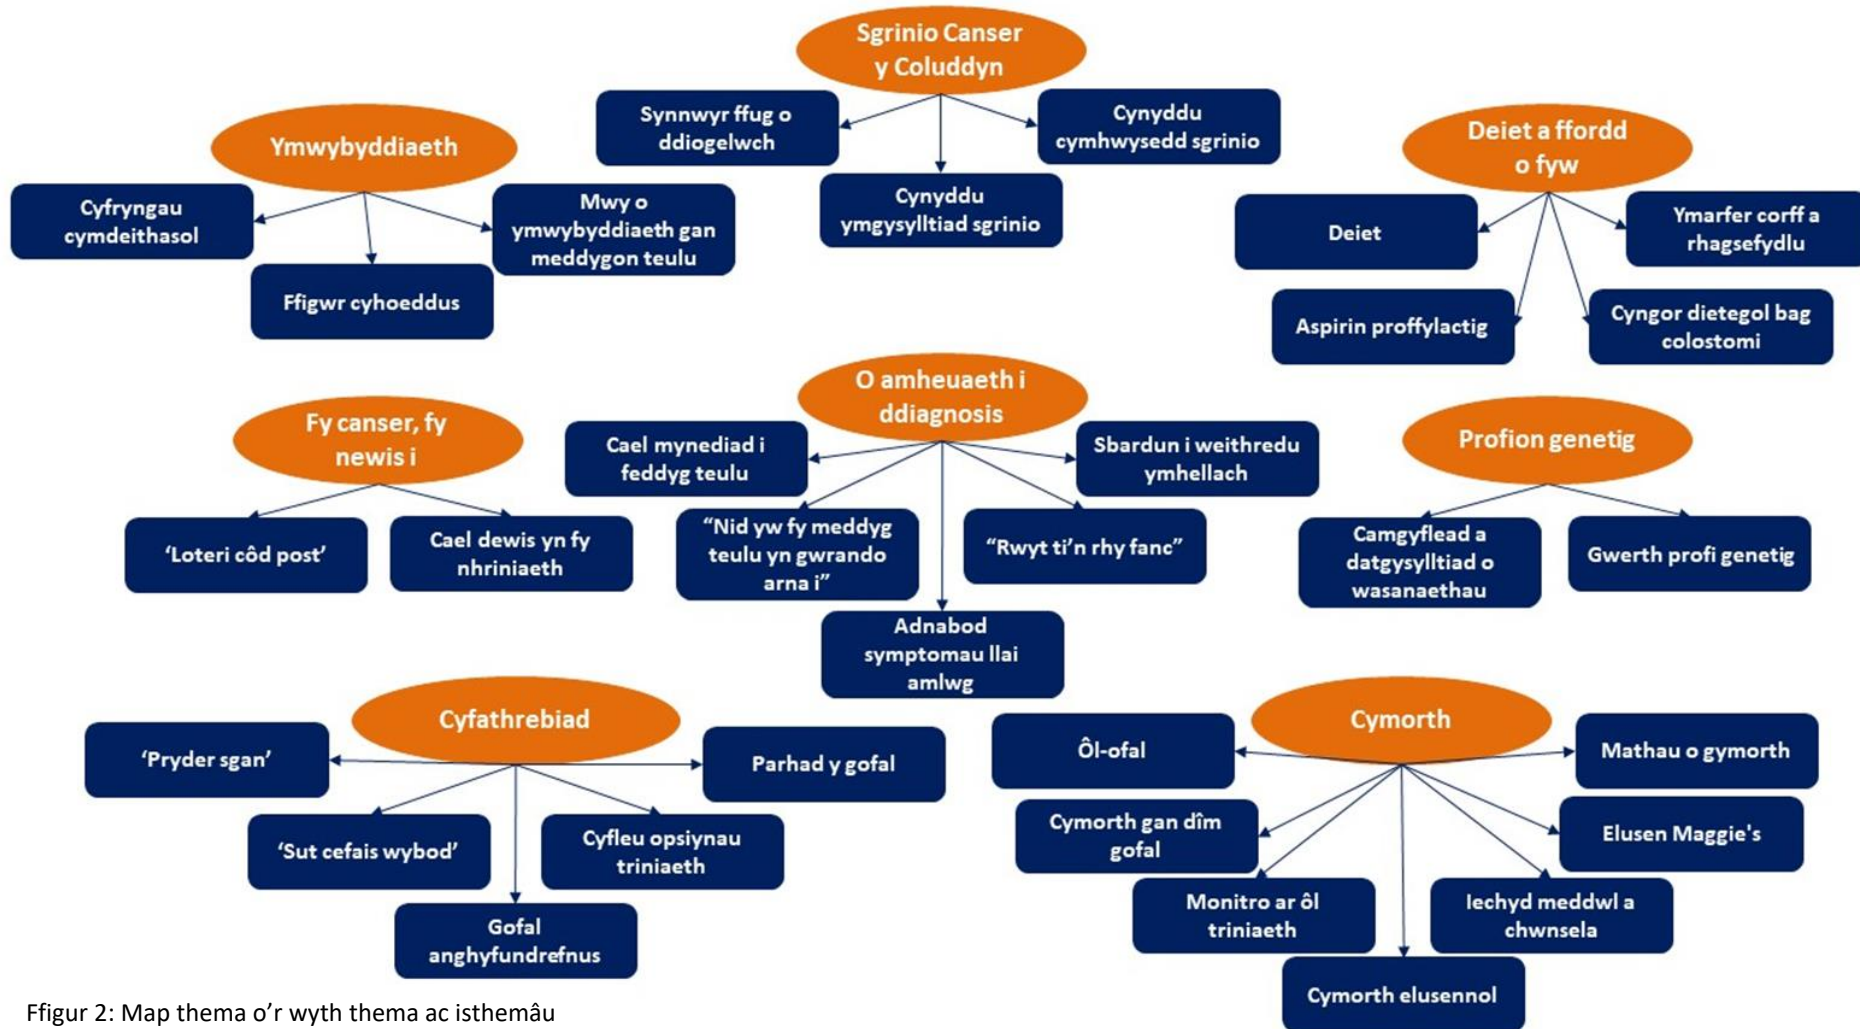 Sgrinio Canser
y Coluddyn
Synnwyr ffug o
ddiogelwch
Cynyddu
cymhwysedd sgrinio
Cynyddu
ymgysylltiad sgrinio
Ymwybyddiaeth
Cyfryngau
cymdeithasol
Mwy o
ymwybyddiaeth gan
meddygon teulu
Ffigwr cyhoeddus
Deiet a ffordd
o fyw
Deiet
Ymarfer corff a
rhagsefydlu
Aspirin proffylactig
Cyngor dietegol bag
colostomi
Fy canser, fy
newis i
‘Loteri côd post’
Cael dewis yn fy
nhriniaeth
O amheuaeth i
ddiagnosis
Cael mynediad i
feddyg teulu
Sbardun i weithredu
ymhellach
“Nid yw fy meddyg
teulu yn gwrando
arna i”
“Rwyt ti’n rhy fanc”
Adnabod
symptomau llai
amlwg
Profion genetig
Camgyflead a
datgysylltiad o
wasanaethau
Gwerth profi genetig
Cyfathrebiad
‘Pryder sgan’
Parhad y gofal
‘Sut cefais wybod’
Cyfleu opsiynau
triniaeth
Gofal
anghyfundrefnus
Cymorth
Ôl-ofal
Mathau o gymorth
Cymorth gan dîm
gofal
Elusen Maggie's
Monitro ar ôl
triniaeth
Iechyd meddwl a
chwnsela
Cymorth elusennol
Ffigur 2: Map thema o’r wyth thema ac isthemâu